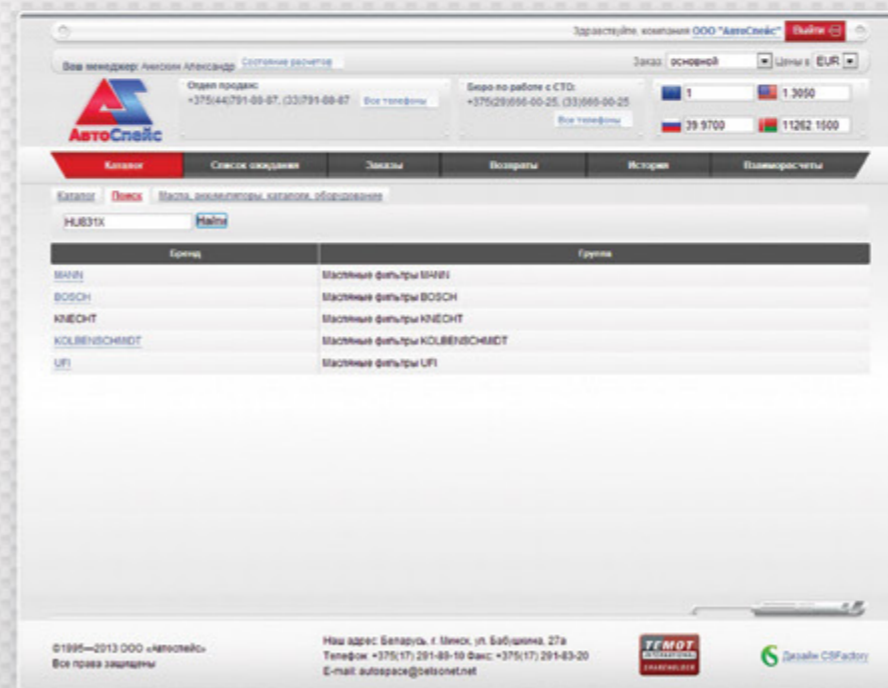 Здравствуйте, компания ООО "АвтоСпейс" Выйти
Ваш менеджер: Александр Состояние расчетов Заказ: основной Цены в EUR
Отдел продаж:
+375(44)791-88-87, (33)791-88-87 Все телефоны
Бюро по работе с СТО:
+375(29)666-00-25, (33)666-00-25
Все телефоны
1 1.3050
39.9700 11262.1600
АвтоСпейс
Каталог Список ожидания Заказы Возвраты История Взаиморасчеты
Каталог Поиск Масла, аккумуляторы, каталоги, оборудование
HU831X Найти
Бренд Группа
MANN Масляные фильтры MANN
BOSCH Масляные фильтры BOSCH
KNECHT Масляные фильтры KNECHT
KOLBENSCHMIDT Масляные фильтры KOLBENSCHMIDT
UFI Масляные фильтры UFI
©1995—2013 ООО «Автоспейс»
Все права защищены
Наш адрес: Беларусь, г. Минск, ул. Бабушкина, 27а
Телефон: +375(17) 291-88-10 Факс: +375(17) 291-83-20
E-mail: autospace@belsonet.net
TEMOT
INTERNATIONAL
SHAREHOLDER
Дизайн CSFactory